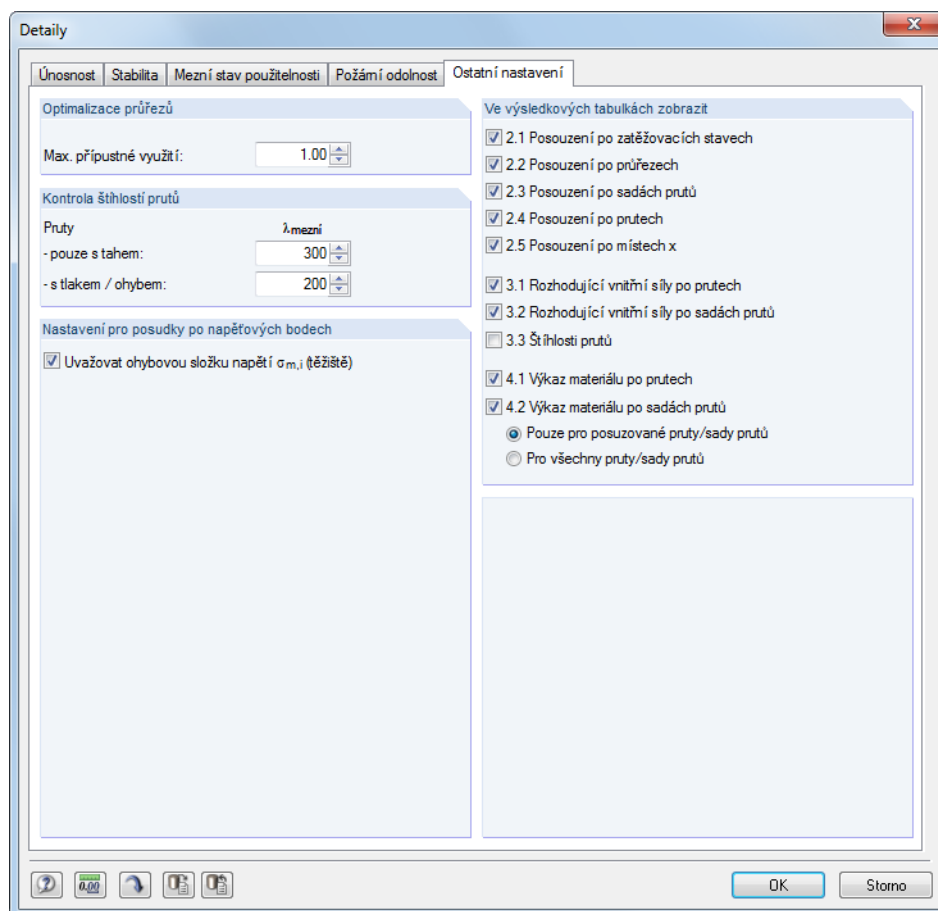 Detaily
Únosnost
Stabilita
Mezní stav použitelnosti
Požární odolnost
Ostatní nastavení
Optimalizace průřezů
Max. přípustné využití:
1.00
Kontrola štíhlostí prutů
Pruty
λmezní
- pouze s tahem:
300
- s tlakem / ohybem:
200
Nastavení pro posudky po napěťových bodech
Uvažovat ohybovou složku napětí σm,i (těžiště)
Ve výsledkových tabulkách zobrazit
2.1 Posouzení po zatěžovacích stavech
2.2 Posouzení po průřezech
2.3 Posouzení po sadách prutů
2.4 Posouzení po prutech
2.5 Posouzení po místech x
3.1 Rozhodující vnitřní síly po prutech
3.2 Rozhodující vnitřní síly po sadách prutů
3.3 Štíhlosti prutů
4.1 Výkaz materiálu po prutech
4.2 Výkaz materiálu po sadách prutů
Pouze pro posuzované pruty/sady prutů
Pro všechny pruty/sady prutů
0.00
OK
Storno